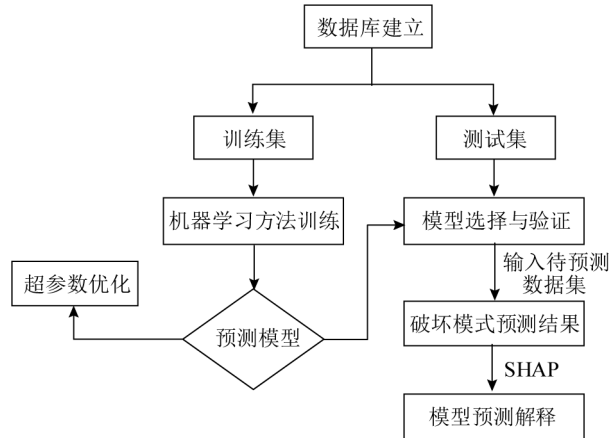 数据库建立
训练集
测试集
机器学习方法训练
模型选择与验证
输入待预测
数据集
超参数优化
预测模型
破坏模式预测结果
SHAP
模型预测解释